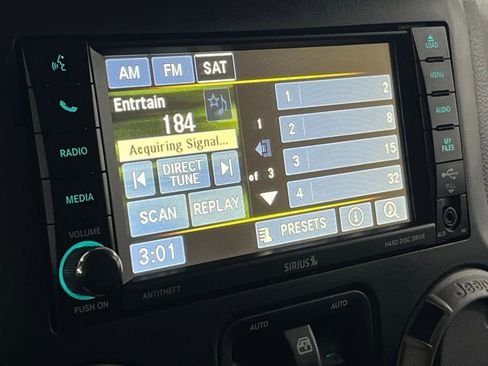 LOAD
AM FM SAT
MENU
Entrtain
184
1 2
AUDIO
1
2 8
Acquiring Signal...
RADIO
DIRECT
TUNE
of 3
3 15
MY
FILES
MEDIA
4 32
PULL
SCAN REPLAY
VOLUME
PRESETS
3:01
AUX
HARD DISC DRIVE
SIRIUS
PUSH ON
ANTITHEFT
AUTO
AUTO
Jeep